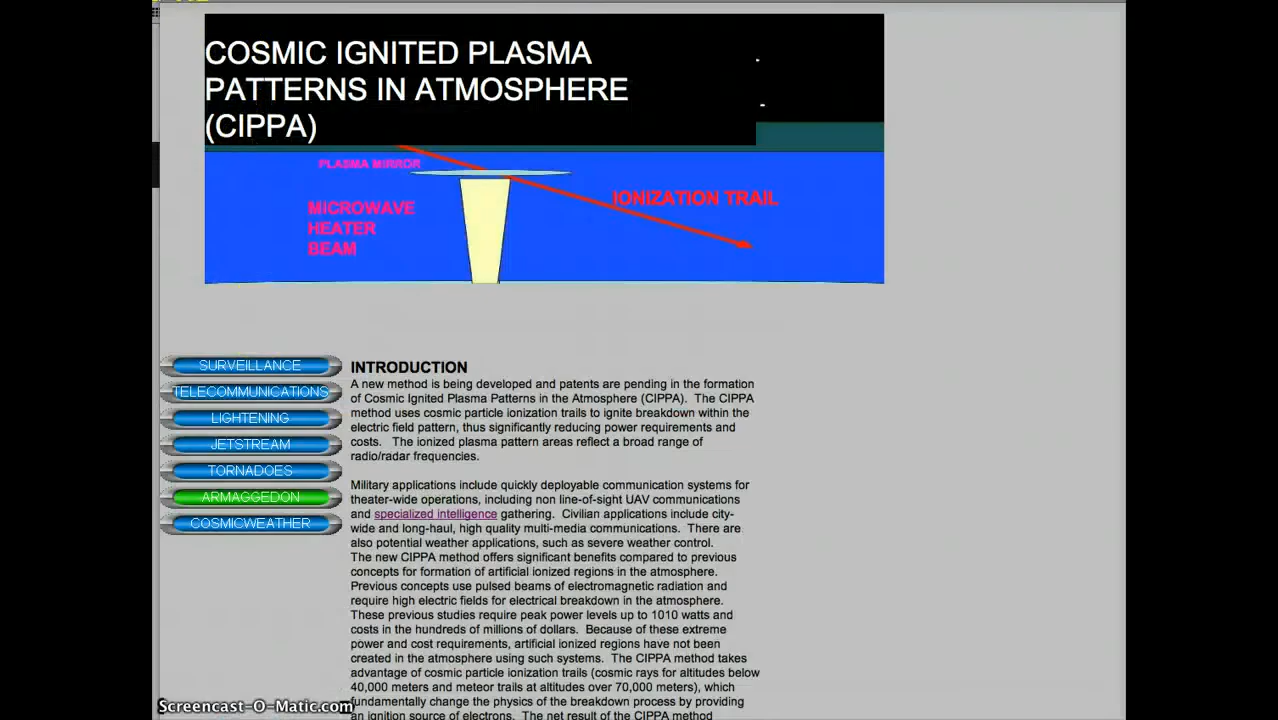 COSMIC IGNITED PLASMA
PATTERNS IN ATMOSPHERE
(CIPPA)
PLASMA MIRROR
MICROWAVE
HEATER
BEAM
IONIZATION TRAIL
SURVEILLANCE
TELECOMMUNICATIONS
LIGHTENING
JETSTREAM
TORNADOES
ARMAGGEDON
COSMICWEATHER
INTRODUCTION
A new method is being developed and patents are pending in the formation
of Cosmic Ignited Plasma Patterns in the Atmosphere (CIPPA).  The CIPPA
method uses cosmic particle ionization trails to ignite breakdown within the
electric field pattern, thus significantly reducing power requirements and
costs.   The ionized plasma pattern areas reflect a broad range of
radio/radar frequencies.
Military applications include quickly deployable communication systems for
theater-wide operations, including non line-of-sight UAV communications
and specialized intelligence gathering.  Civilian applications include city-
wide and long-haul, high quality multi-media communications.  There are
also potential weather applications, such as severe weather control.
The new CIPPA method offers significant benefits compared to previous
concepts for formation of artificial ionized regions in the atmosphere.
Previous concepts use pulsed beams of electromagnetic radiation and
require high electric fields for electrical breakdown in the atmosphere.
These previous studies require peak power levels up to 1010 watts and
costs in the hundreds of millions of dollars.  Because of these extreme
power and cost requirements, artificial ionized regions have not been
created in the atmosphere using such systems.  The CIPPA method takes
advantage of cosmic particle ionization trails (cosmic rays for altitudes below
40,000 meters and meteor trails at altitudes over 70,000 meters), which
fundamentally change the physics of the breakdown process by providing
an ignition source of electrons.  The net result of the CIPPA method
Screencast-O-Matic.com